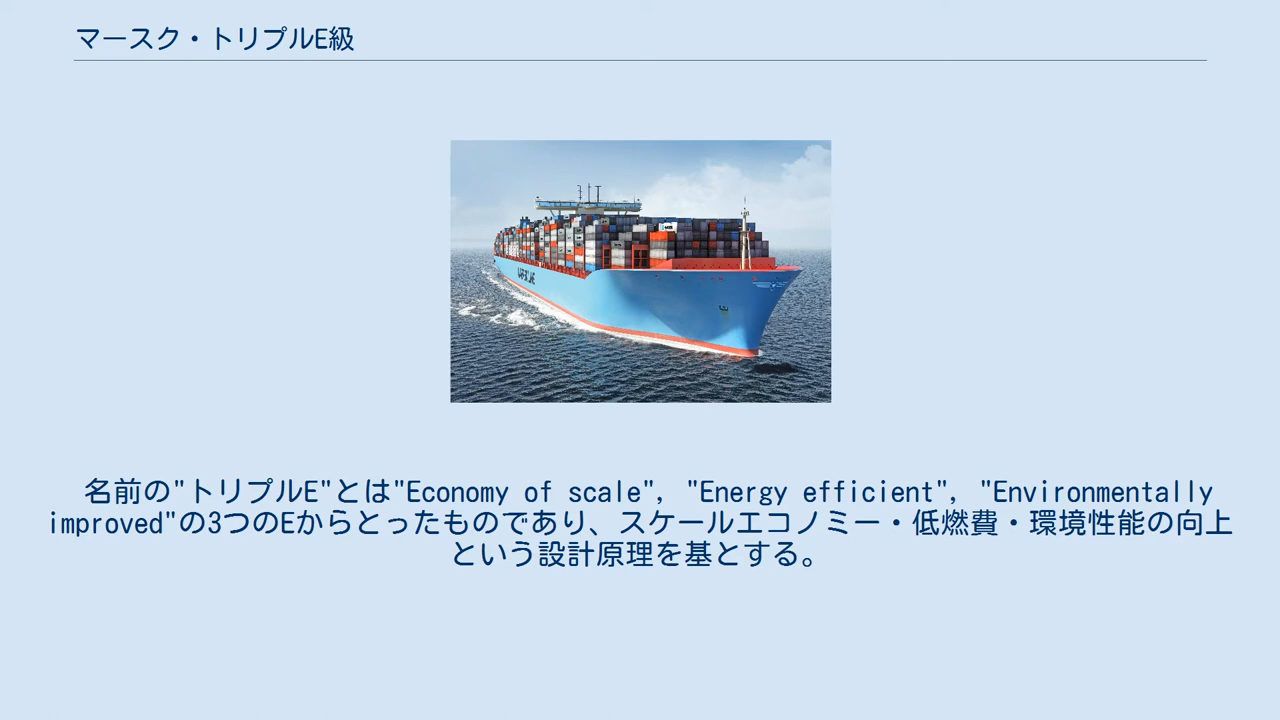 マースク・トリプルE級
名前の"トリプルE"とは"Economy of scale", "Energy efficient", "Environmentally
improved"の3つのEからとったものであり、スケールエコノミー・低燃費・環境性能の向上
という設計原理を基とする。